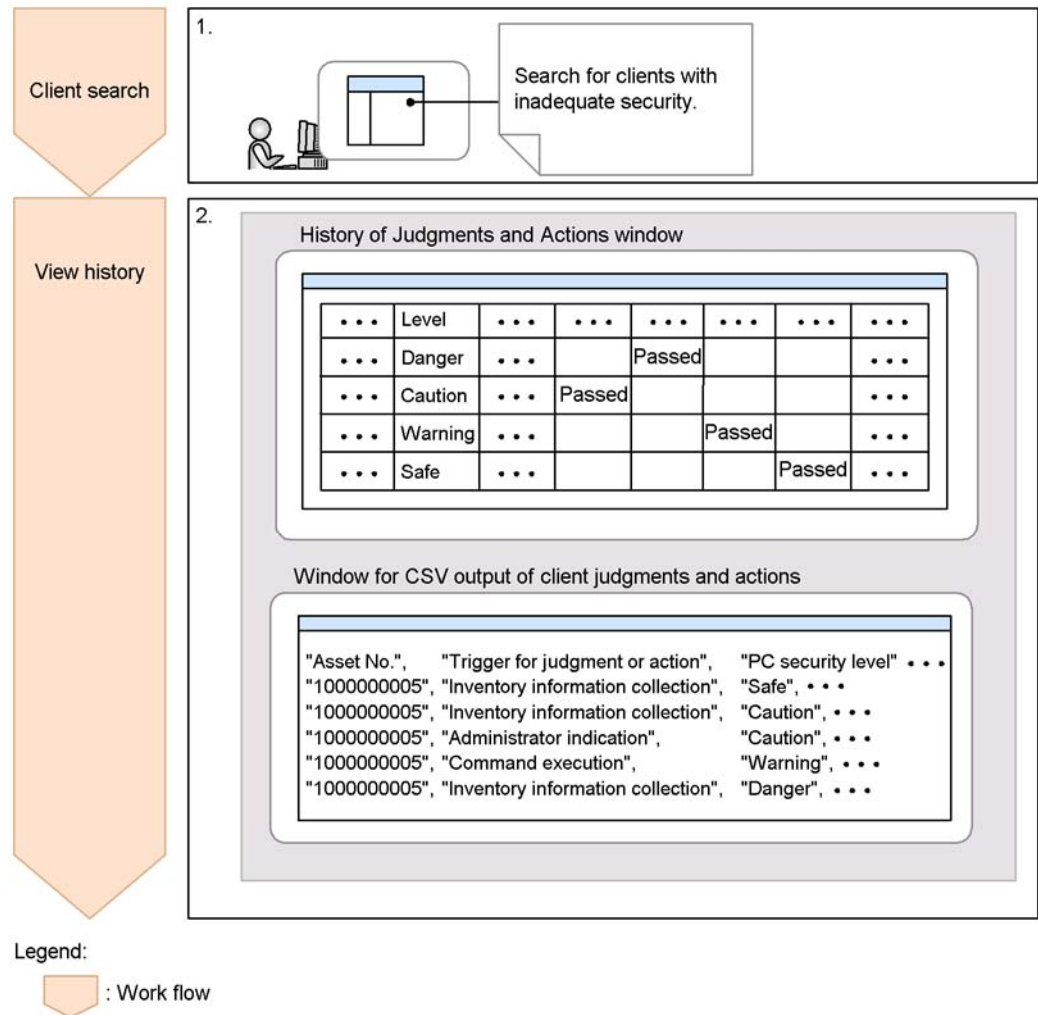 Client search
1.
Search for clients with
inadequate security.
View history
2.
History of Judgments and Actions window
• • • Level • • • • • • • • • • • • • • • • • •
• • • Danger • • • Passed • • •
• • • Caution • • • Passed • • •
• • • Warning • • • Passed • • •
• • • Safe • • • Passed • • •
Window for CSV output of client judgments and actions
"Asset No.", "Trigger for judgment or action", "PC security level" • • •
"1000000005", "Inventory information collection", "Safe", • • •
"1000000005", "Inventory information collection", "Caution", • • •
"1000000005", "Administrator indication", "Caution", • • •
"1000000005", "Command execution", "Warning", • • •
"1000000005", "Inventory information collection", "Danger", • • •
Legend:
: Work flow